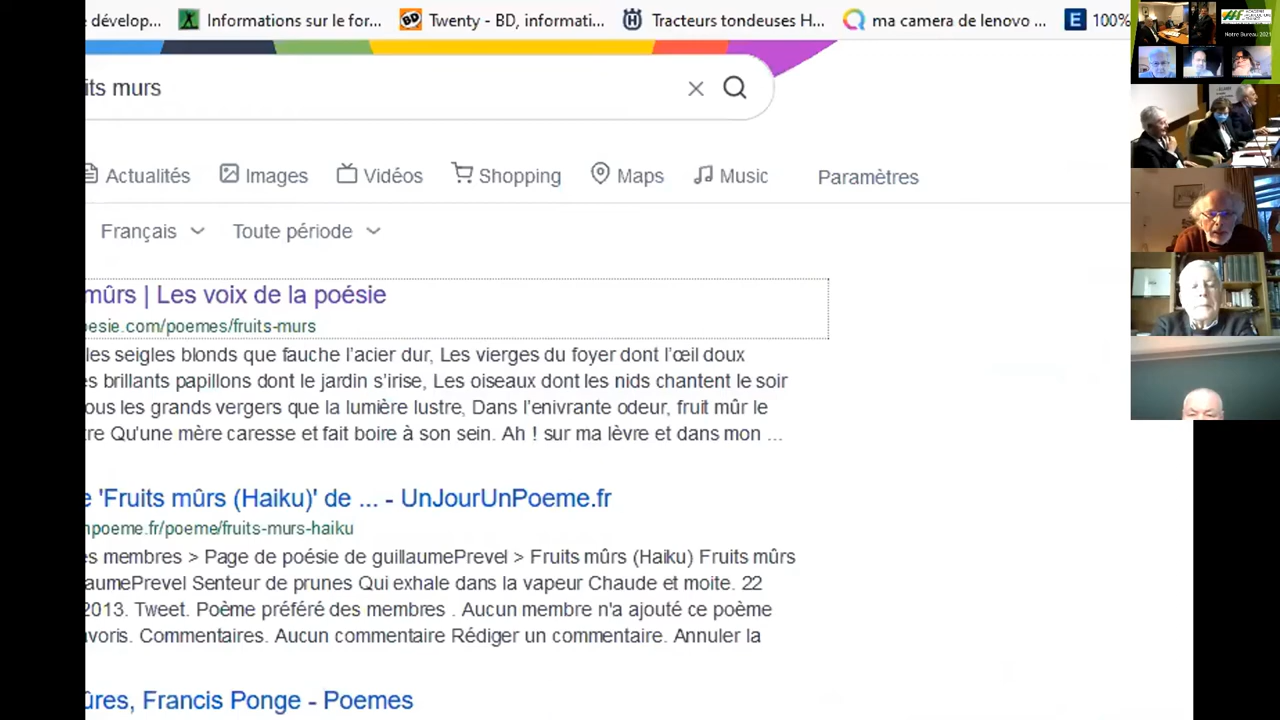 dévelop...
Informations sur le for...
Twenty - BD, informati...
Tracteurs tondeuses H...
ma camera de lenovo ...
100%
its murs
Actualités
Images
Vidéos
Shopping
Maps
Music
Paramètres
Français
Toute période
mûrs | Les voix de la poésie
oesie.com/poemes/fruits-murs
les seigles blonds que fauche l'acier dur, Les vierges du foyer dont l'œil doux
s brillants papillons dont le jardin s'irise, Les oiseaux dont les nids chantent le soir
ous les grands vergers que la lumière lustre, Dans l'enivrante odeur, fruit mûr le
tre Qu'une mère caresse et fait boire à son sein. Ah ! sur ma lèvre et dans mon ...
e 'Fruits mûrs (Haiku)' de ... - UnJourUnPoeme.fr
npoeme.fr/poeme/fruits-murs-haiku
es membres > Page de poésie de guillaumePrevel > Fruits mûrs (Haiku) Fruits mûrs
aumePrevel Senteur de prunes Qui exhale dans la vapeur Chaude et moite. 22
2013. Tweet. Poème préféré des membres . Aucun membre n'a ajouté ce poème
avoris. Commentaires. Aucun commentaire Rédiger un commentaire. Annuler la
ûres, Francis Ponge - Poemes
Notre Bureau 2021